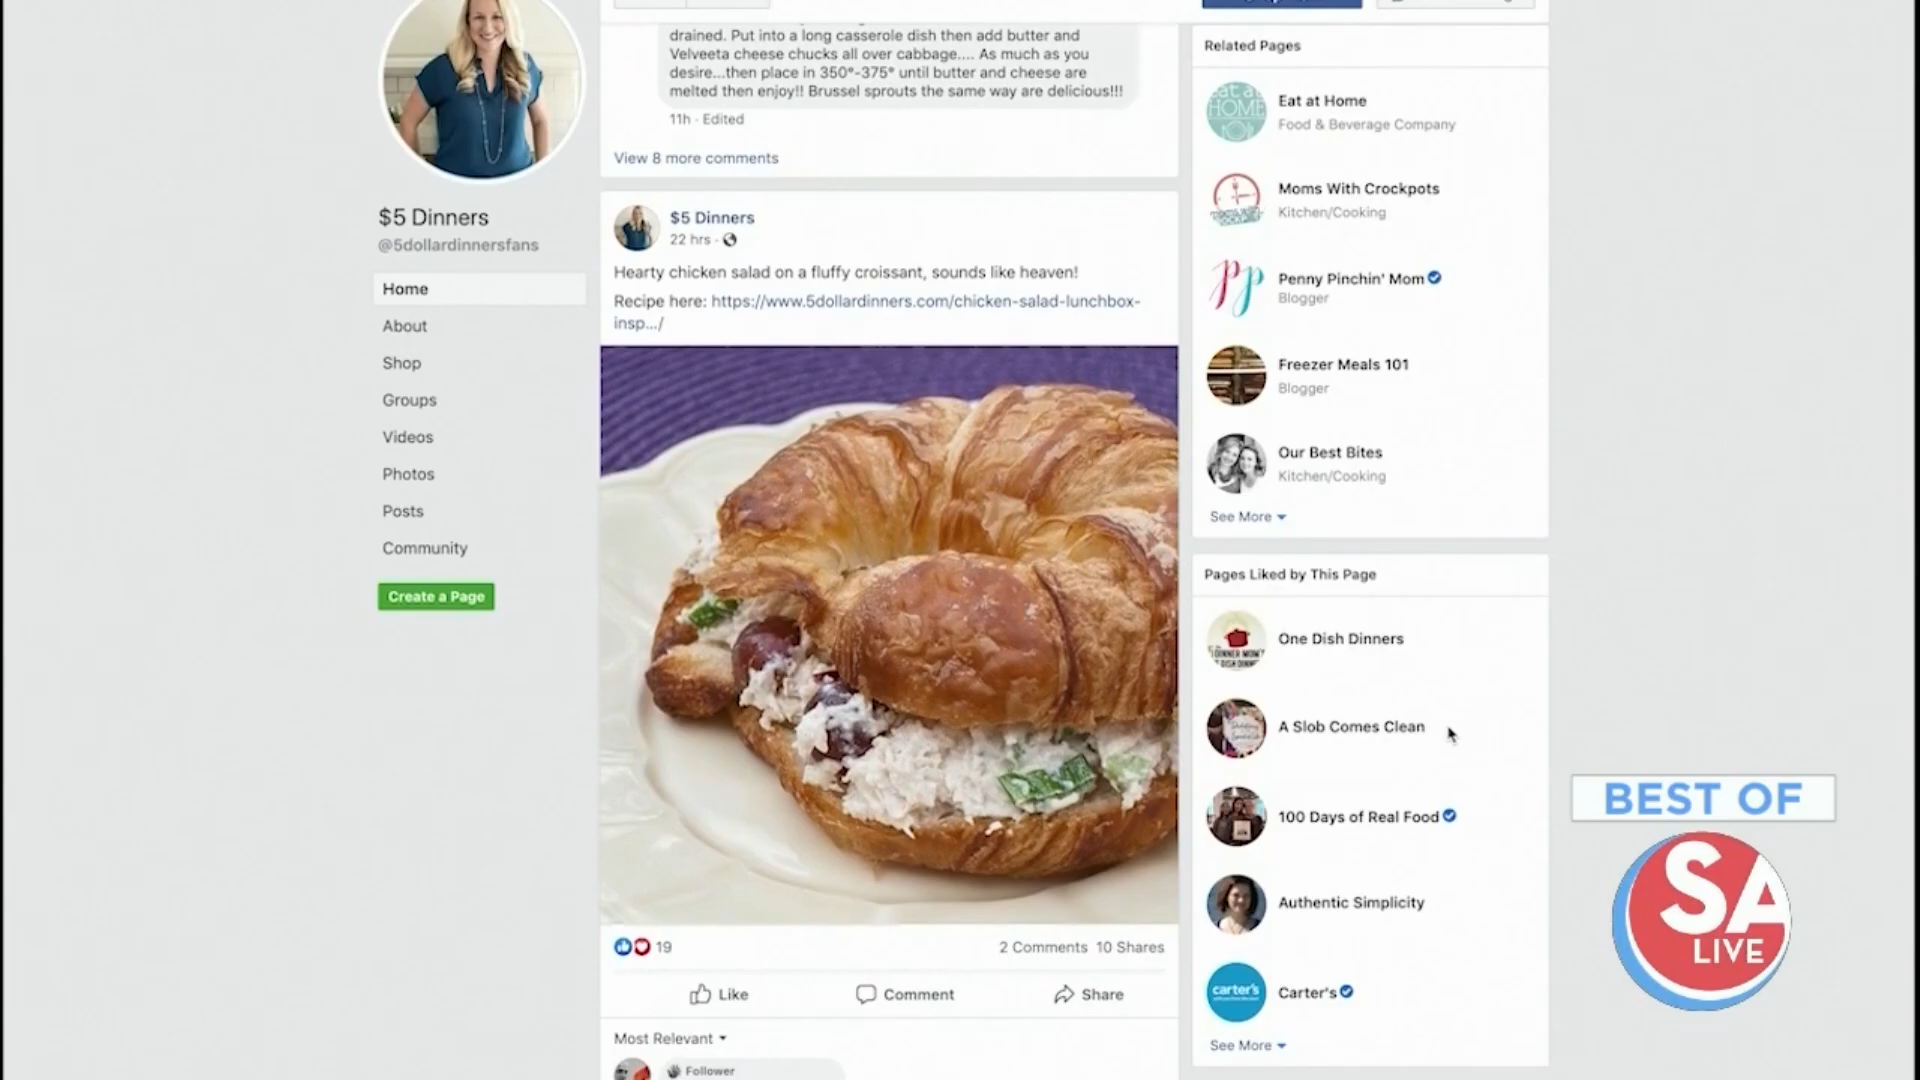 drained. Put into a long casserole dish then add butter and
Velveeta cheese chucks all over cabbage.... As much as you
desire...then place in 350°-375° until butter and cheese are
melted then enjoy!! Brussel sprouts the same way are delicious!!!
11h · Edited
View 8 more comments
$5 Dinners
@5dollardinnersfans
Home
About
Shop
Groups
Videos
Photos
Posts
Community
Create a Page
$5 Dinners
22 hrs ·
Hearty chicken salad on a fluffy croissant, sounds like heaven!
Recipe here: https://www.5dollardinners.com/chicken-salad-lunchbox-
insp.../
19
2 Comments 10 Shares
Like
Comment
Share
Most Relevant
Follower
Related Pages
eat at
HOME
Eat at Home
Food & Beverage Company
Moms With Crockpots
Kitchen/Cooking
pp
Penny Pinchin' Mom
Blogger
Freezer Meals 101
Blogger
Our Best Bites
Kitchen/Cooking
See More
Pages Liked by This Page
One Dish Dinners
A Slob Comes Clean
100 Days of Real Food
Authentic Simplicity
carter's
Carter's
See More
BEST OF
SA
LIVE